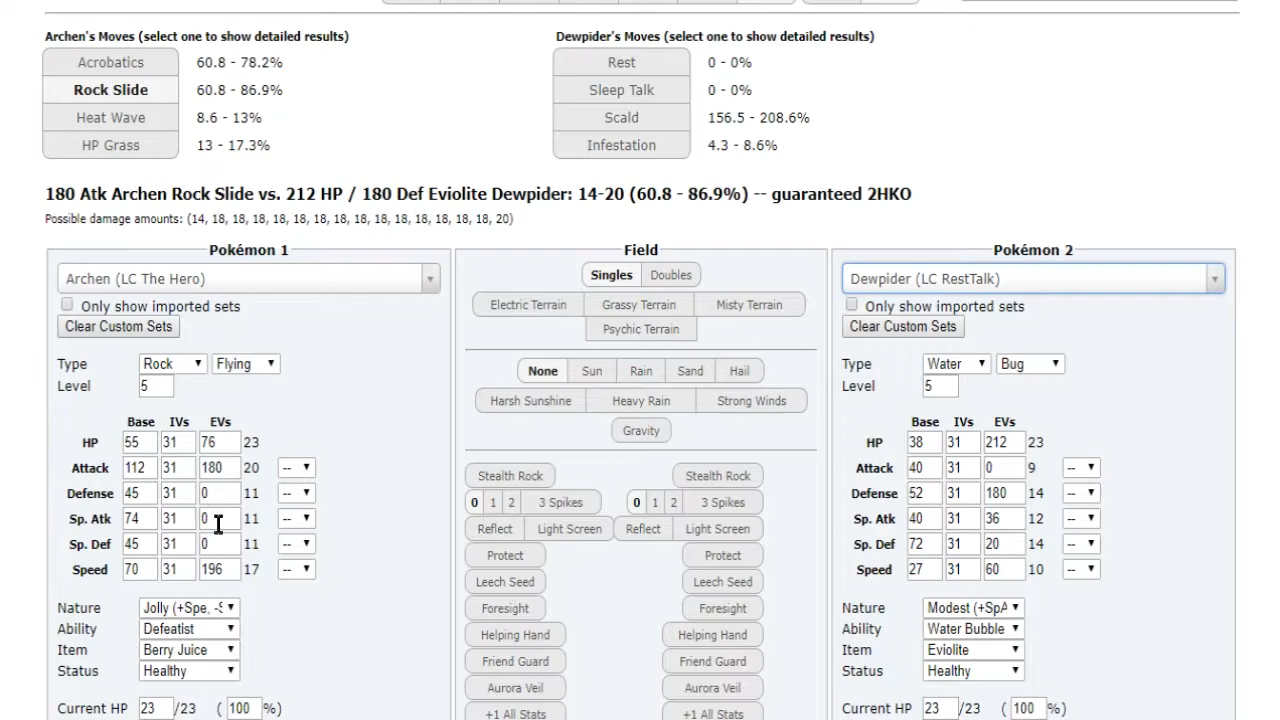 Archen's Moves (select one to show detailed results)
Dewpider's Moves (select one to show detailed results)
Acrobatics 60.8 - 78.2%
Rest 0 - 0%
Rock Slide 60.8 - 86.9%
Sleep Talk 0 - 0%
Heat Wave 8.6 - 13%
Scald 156.5 - 208.6%
HP Grass 13 - 17.3%
Infestation 4.3 - 8.6%
180 Atk Archen Rock Slide vs. 212 HP / 180 Def Eviolite Dewpider: 14-20 (60.8 - 86.9%) -- guaranteed 2HKO
Possible damage amounts: (14, 18, 18, 18, 18, 18, 18, 18, 18, 18, 18, 18, 18, 18, 18, 20)
Pokémon 1
Archen (LC The Hero)
Only show imported sets
Clear Custom Sets
Type Rock Flying
Level 5
Base IVs EVs
HP 55 31 76 23
Attack 112 31 180 20 --
Defense 45 31 0 11 --
Sp. Atk 74 31 0 11 --
Sp. Def 45 31 0 11 --
Speed 70 31 196 17 --
Nature Jolly (+Spe, -S
Ability Defeatist
Item Berry Juice
Status Healthy
Current HP 23 /23 ( 100 %)
Field
Singles Doubles
Electric Terrain Grassy Terrain Misty Terrain
Psychic Terrain
None Sun Rain Sand Hail
Harsh Sunshine Heavy Rain Strong Winds
Gravity
Stealth Rock Stealth Rock
0 1 2 3 Spikes 0 1 2 3 Spikes
Reflect Light Screen Reflect Light Screen
Protect Protect
Leech Seed Leech Seed
Foresight Foresight
Helping Hand Helping Hand
Friend Guard Friend Guard
Aurora Veil Aurora Veil
+1 All Stats +1 All Stats
Pokémon 2
Dewpider (LC RestTalk)
Only show imported sets
Clear Custom Sets
Type Water Bug
Level 5
Base IVs EVs
HP 38 31 212 23
Attack 40 31 0 9 --
Defense 52 31 180 14 --
Sp. Atk 40 31 36 12 --
Sp. Def 72 31 20 14 --
Speed 27 31 60 10 --
Nature Modest (+SpA
Ability Water Bubble
Item Eviolite
Status Healthy
Current HP 23 /23 ( 100 %)